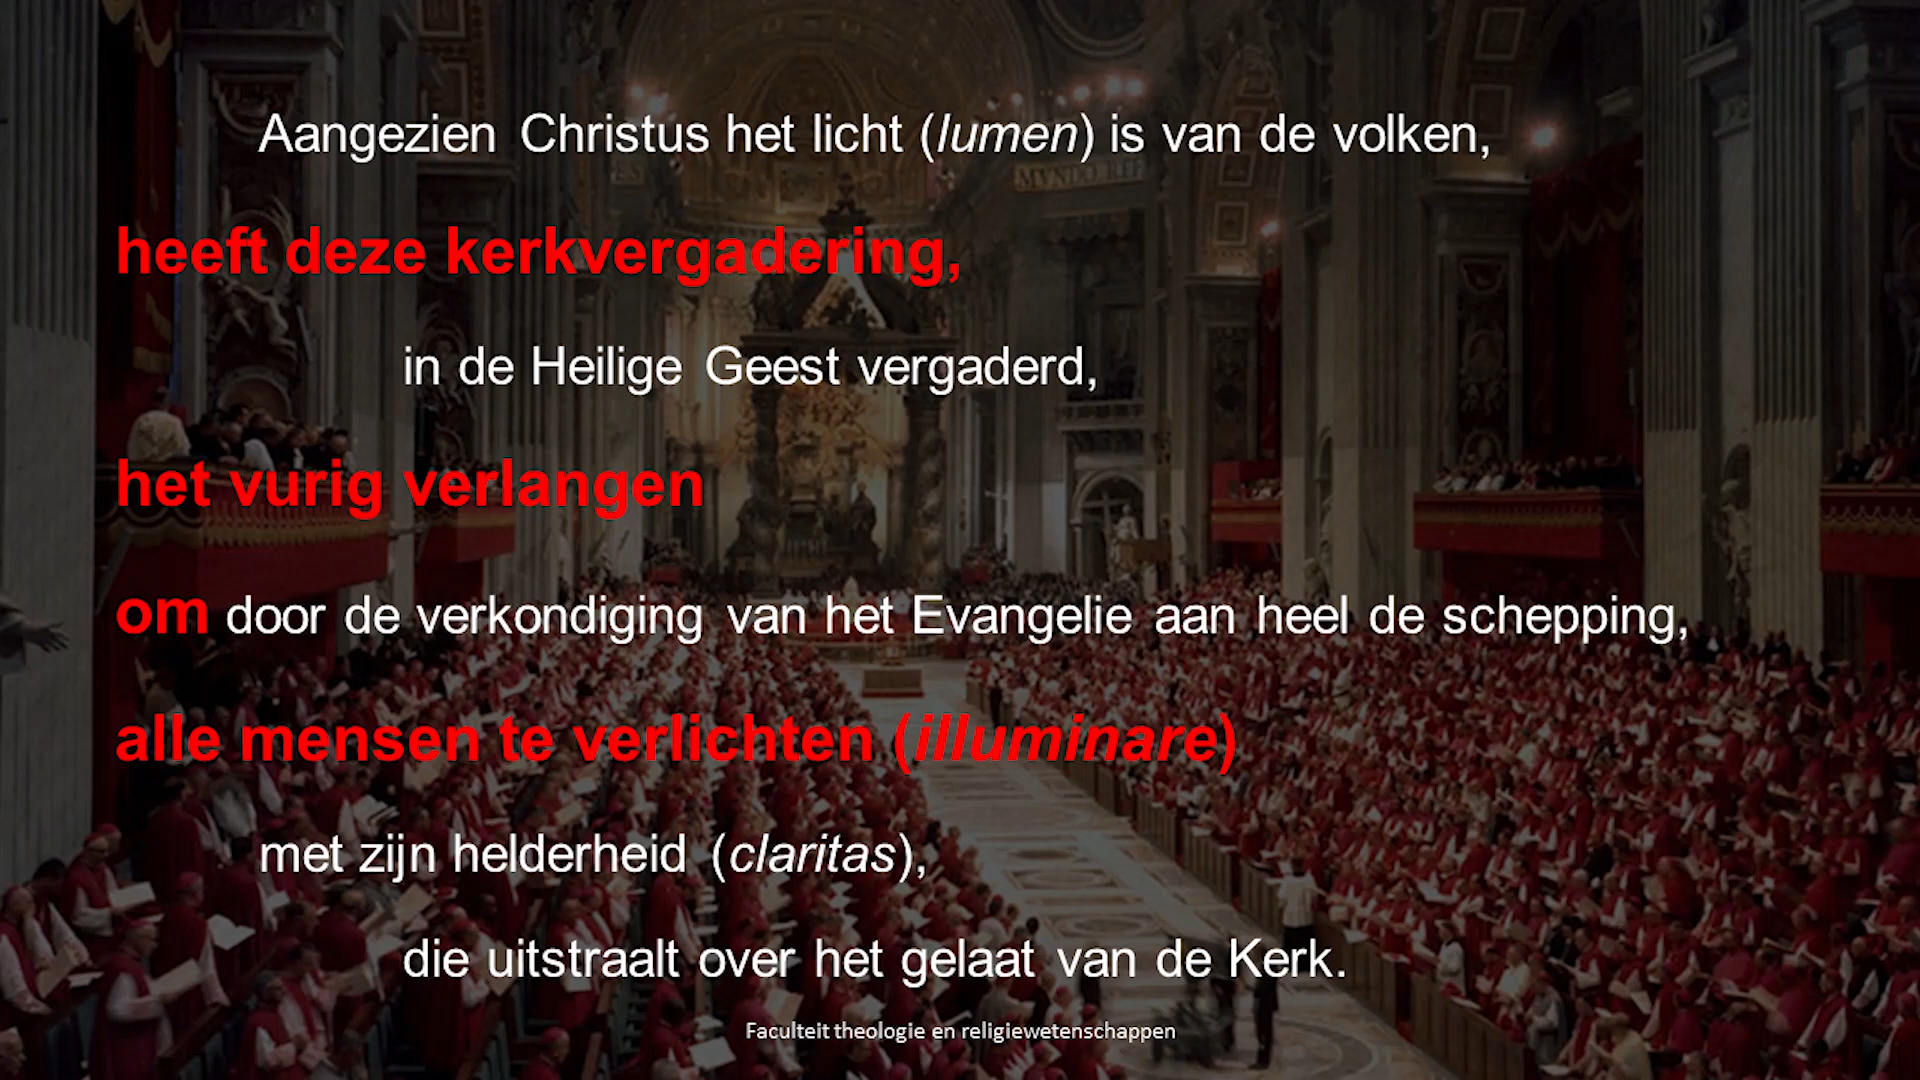 Aangezien Christus het licht (lumen) is van de volken,
heeft deze kerkvergadering,
in de Heilige Geest vergaderd,
het vurig verlangen
om door de verkondiging van het Evangelie aan heel de schepping,
alle mensen te verlichten (illuminare)
met zijn helderheid (claritas),
die uitstraalt over het gelaat van de Kerk.
Faculteit theologie en religiewetenschappen